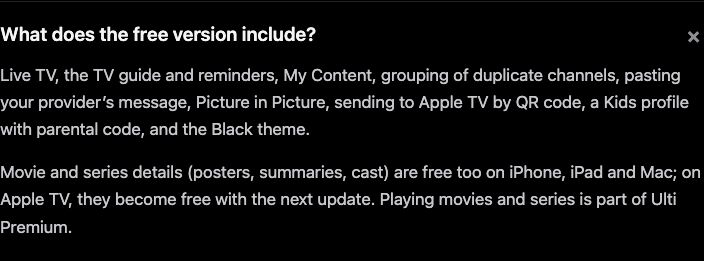 What does the free version include?
Live TV, the TV guide and reminders, My Content, grouping of duplicate channels, pasting
your provider’s message, Picture in Picture, sending to Apple TV by QR code, a Kids profile
with parental code, and the Black theme.
Movie and series details (posters, summaries, cast) are free too on iPhone, iPad and Mac; on
Apple TV, they become free with the next update. Playing movies and series is part of Ulti
Premium.